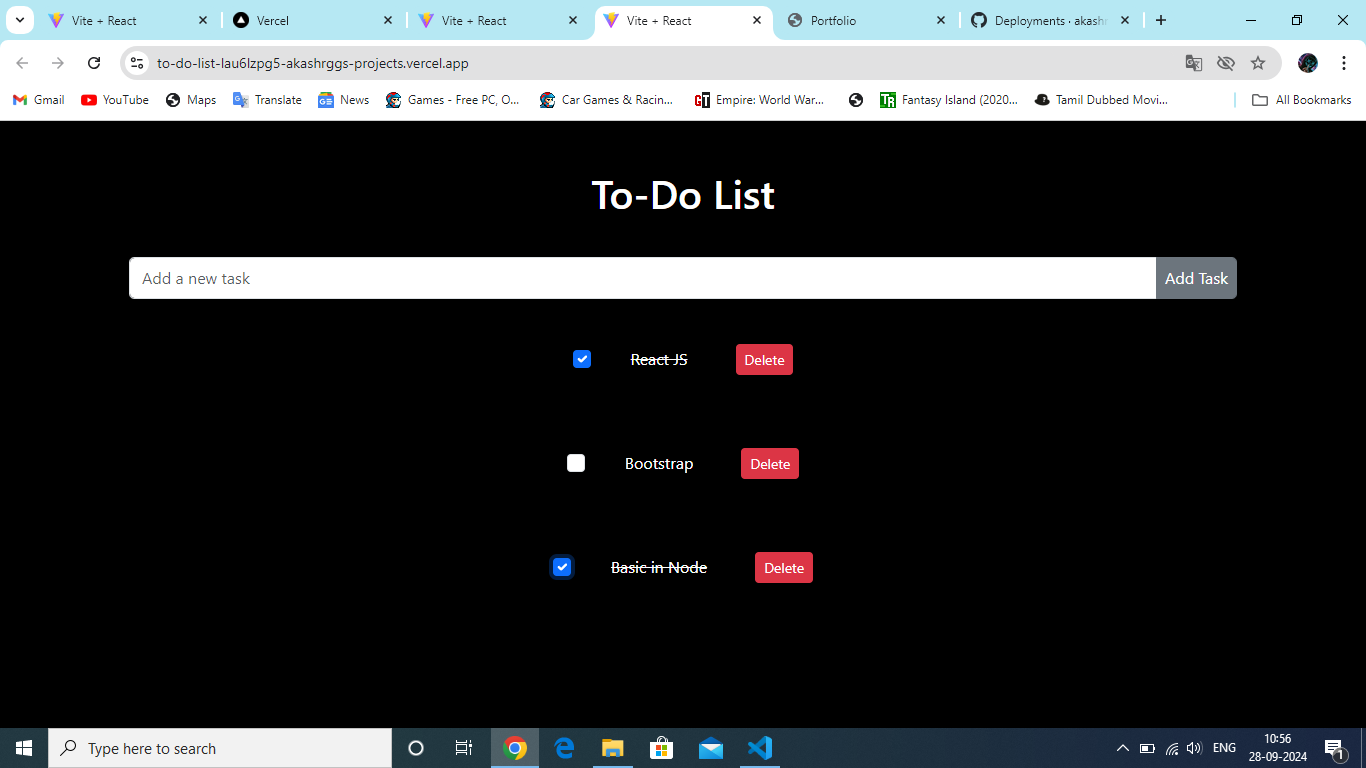 Vite + React
Vercel
Vite + React
Vite + React
Portfolio
Deployments · akashr
to-do-list-lau6lzpg5-akashrggs-projects.vercel.app
Gmail
YouTube
Maps
Translate
News
Games - Free PC, O...
Car Games & Racin...
Empire: World War...
TR
Fantasy Island (2020...
Tamil Dubbed Movi...
All Bookmarks
To-Do List
Add a new task
Add Task
React JS
Delete
Bootstrap
Delete
Basic in Node
Delete
Type here to search
ENG
10:56
28-09-2024
1